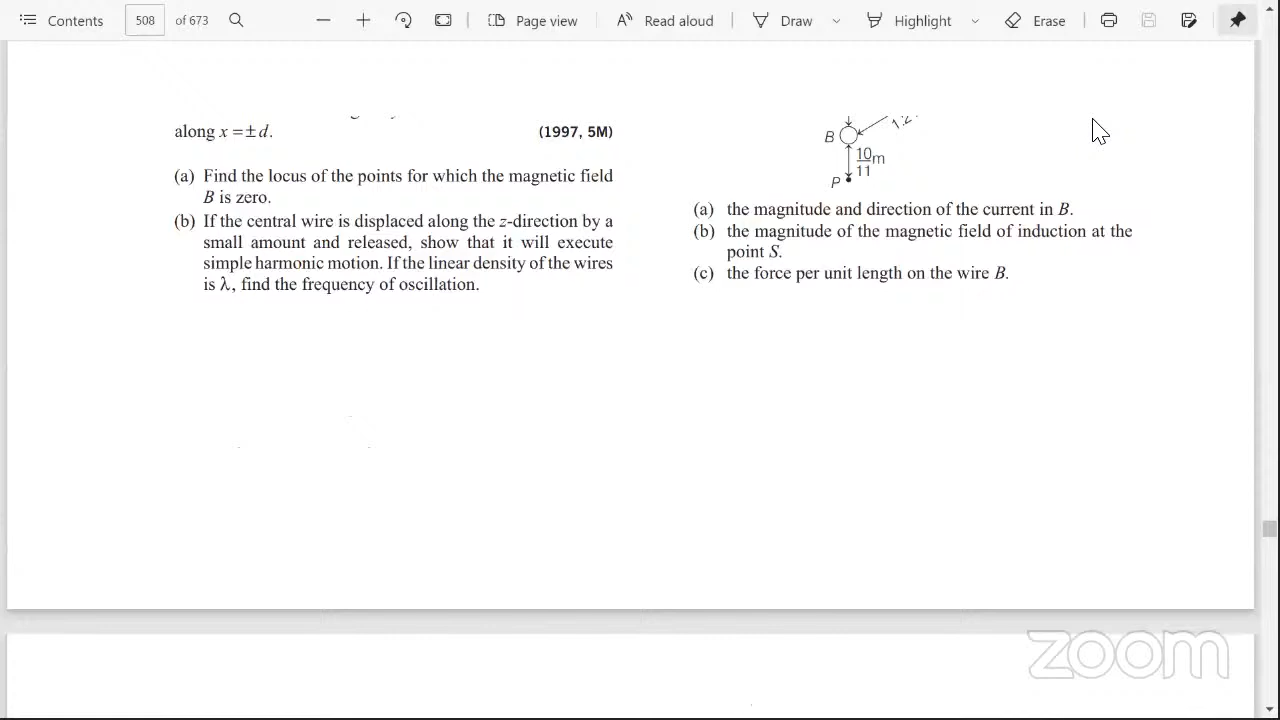 Contents
508 of 673
Page view
Read aloud
Draw
Highlight
Erase
along x = ± d. (1997, 5M)
(a) Find the locus of the points for which the magnetic field
B is zero.
(b) If the central wire is displaced along the z-direction by a
small amount and released, show that it will execute
simple harmonic motion. If the linear density of the wires
is λ, find the frequency of oscillation.
B
10/11 m
P
(a) the magnitude and direction of the current in B.
(b) the magnitude of the magnetic field of induction at the
point S.
(c) the force per unit length on the wire B.
zoom